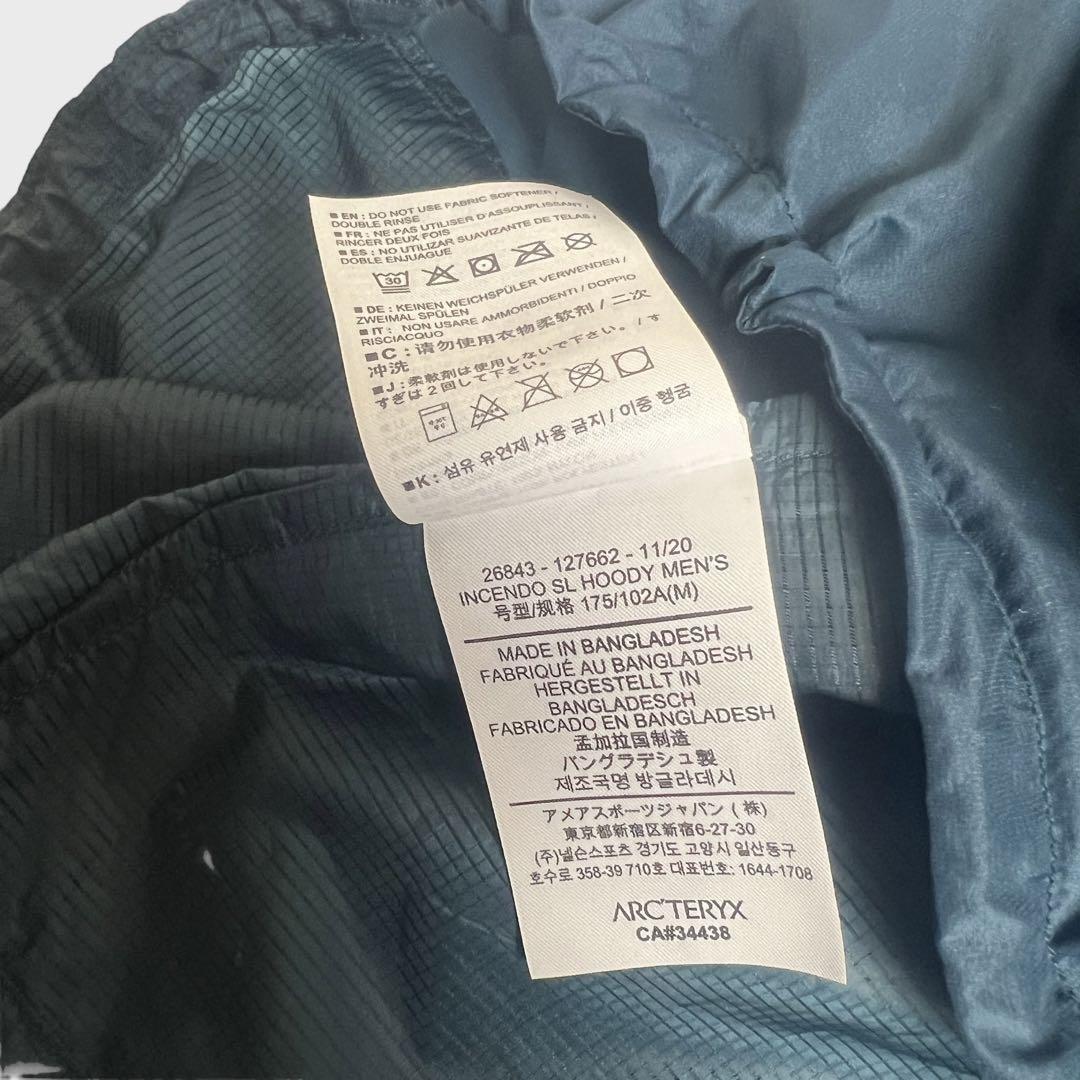 ■EN : DO NOT USE FABRIC SOFTENER /
DOUBLE RINSE
■FR : NE PAS UTILISER D'ASSOUPLISSANT /
RINCER DEUX FOIS
■ES : NO UTILIZAR SUAVIZANTE DE TELAS /
DOBLE ENJUAGUE
30
■DE : KEINEN WEICHSPÜLER VERWENDEN /
ZWEIMAL SPÜLEN
■IT : NON USARE AMMORBIDENTI / DOPPIO
RISCIACQUO
■C : 请勿使用衣物柔软剂 / 二次
冲洗
■J : 柔軟剤は使用しないで下さい。/ す
すぎは２回して下さい。
■K : 섬유 유연제 사용 금지 / 이중 헹굼
26843 - 127662 - 11/20
INCENDO SL HOODY MEN'S
号型/规格 175/102A(M)
MADE IN BANGLADESH
FABRIQUÉ AU BANGLADESH
HERGESTELLT IN
BANGLADESCH
FABRICADO EN BANGLADESH
孟加拉国制造
バングラデシュ製
제조국명 방글라데시
アメアスポーツジャパン ( 株)
東京都新宿区新宿6-27-30
(주)넬슨스포츠 경기도 고양시 일산동구
호수로 358-39 710호 대표번호: 1644-1708
ARC'TERYX
CA#34438